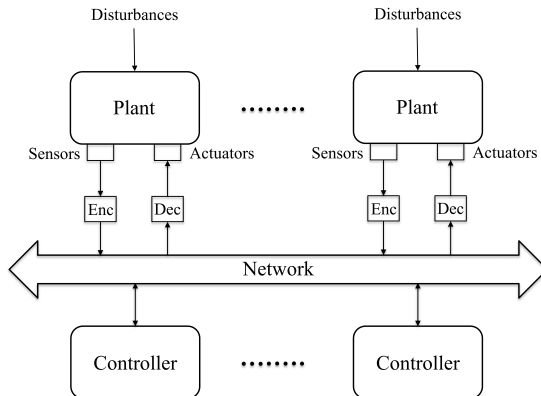 Disturbances Disturbances
Plant Plant
Sensors Actuators Sensors Actuators
Enc Dec Enc Dec
Network
Controller Controller